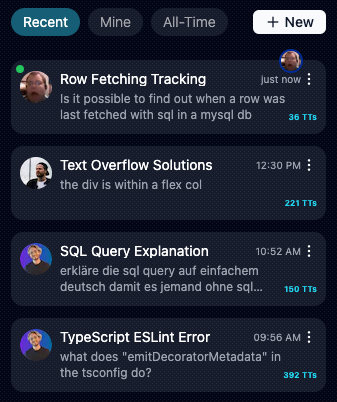 Recent
Mine
All-Time
+ New
Row Fetching Tracking
just now
Is it possible to find out when a row was
last fetched with sql in a mysql db
36 TTs
Text Overflow Solutions
12:30 PM
the div is within a flex col
221 TTs
SQL Query Explanation
10:52 AM
erkläre die sql query auf einfachem
deutsch damit es jemand ohne sql...
150 TTs
TypeScript ESLint Error
09:56 AM
what does "emitDecoratorMetadata" in
the tsconfig do?
392 TTs